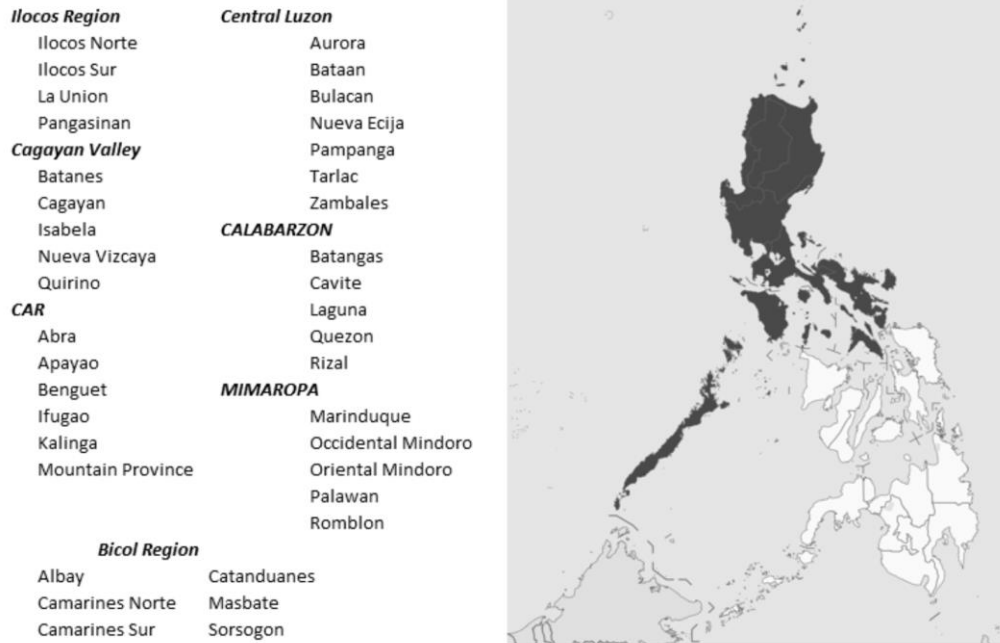 Ilocos Region
Ilocos Norte
Ilocos Sur
La Union
Pangasinan
Cagayan Valley
Batanes
Cagayan
Isabela
Nueva Vizcaya
Quirino
CAR
Abra
Apayao
Benguet
Ifugao
Kalinga
Mountain Province
Central Luzon
Aurora
Bataan
Bulacan
Nueva Ecija
Pampanga
Tarlac
Zambales
CALABARZON
Batangas
Cavite
Laguna
Quezon
Rizal
MIMAROPA
Marinduque
Occidental Mindoro
Oriental Mindoro
Palawan
Romblon
Bicol Region
Albay
Camarines Norte
Camarines Sur
Catanduanes
Masbate
Sorsogon